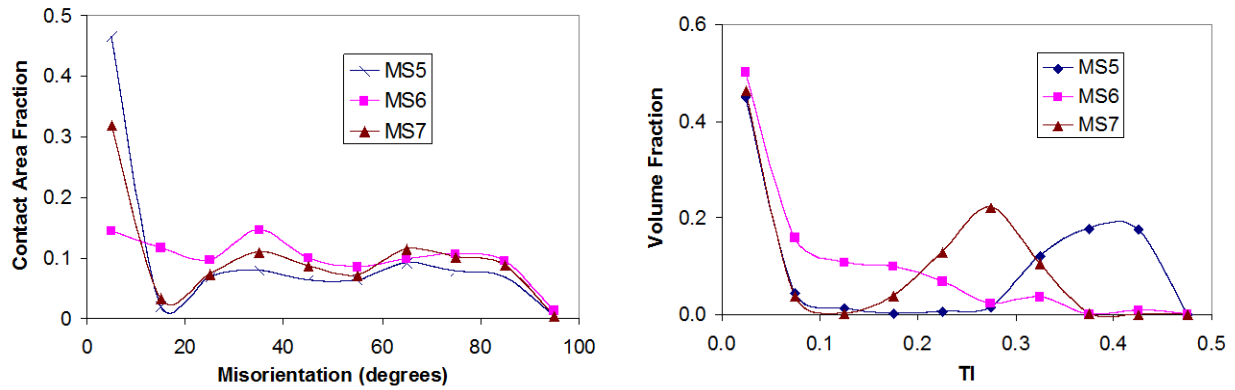 0.5
0.4
0.3
0.2
0.1
0
Contact Area Fraction
MS5
MS6
MS7
0 20 40 60 80 100
Misorientation (degrees)
0.6
0.4
0.2
0.0
Volume Fraction
MS5
MS6
MS7
0.0 0.1 0.2 0.3 0.4 0.5
TI